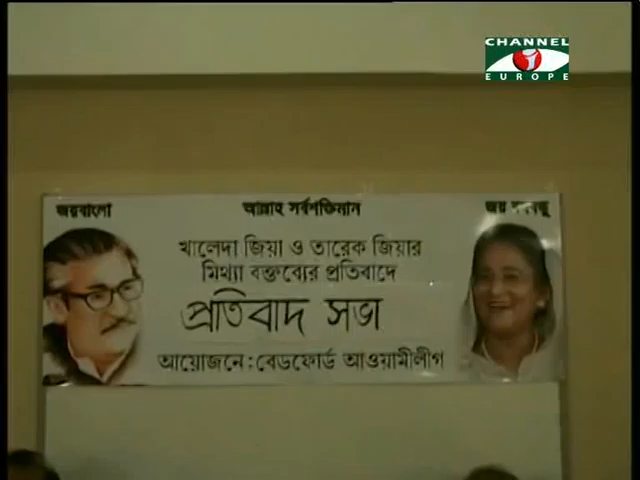 CHANNEL
i
EUROPE
জয়বাংলা আল্লাহ সর্বশক্তিমান জয় বঙ্গবন্ধু
খালেদা জিয়া ও তারেক জিয়ার
মিথ্যা বক্তব্যের প্রতিবাদে
প্রতিবাদ সভা
আয়োজনে :বেডফোর্ড আওয়ামীলীগ